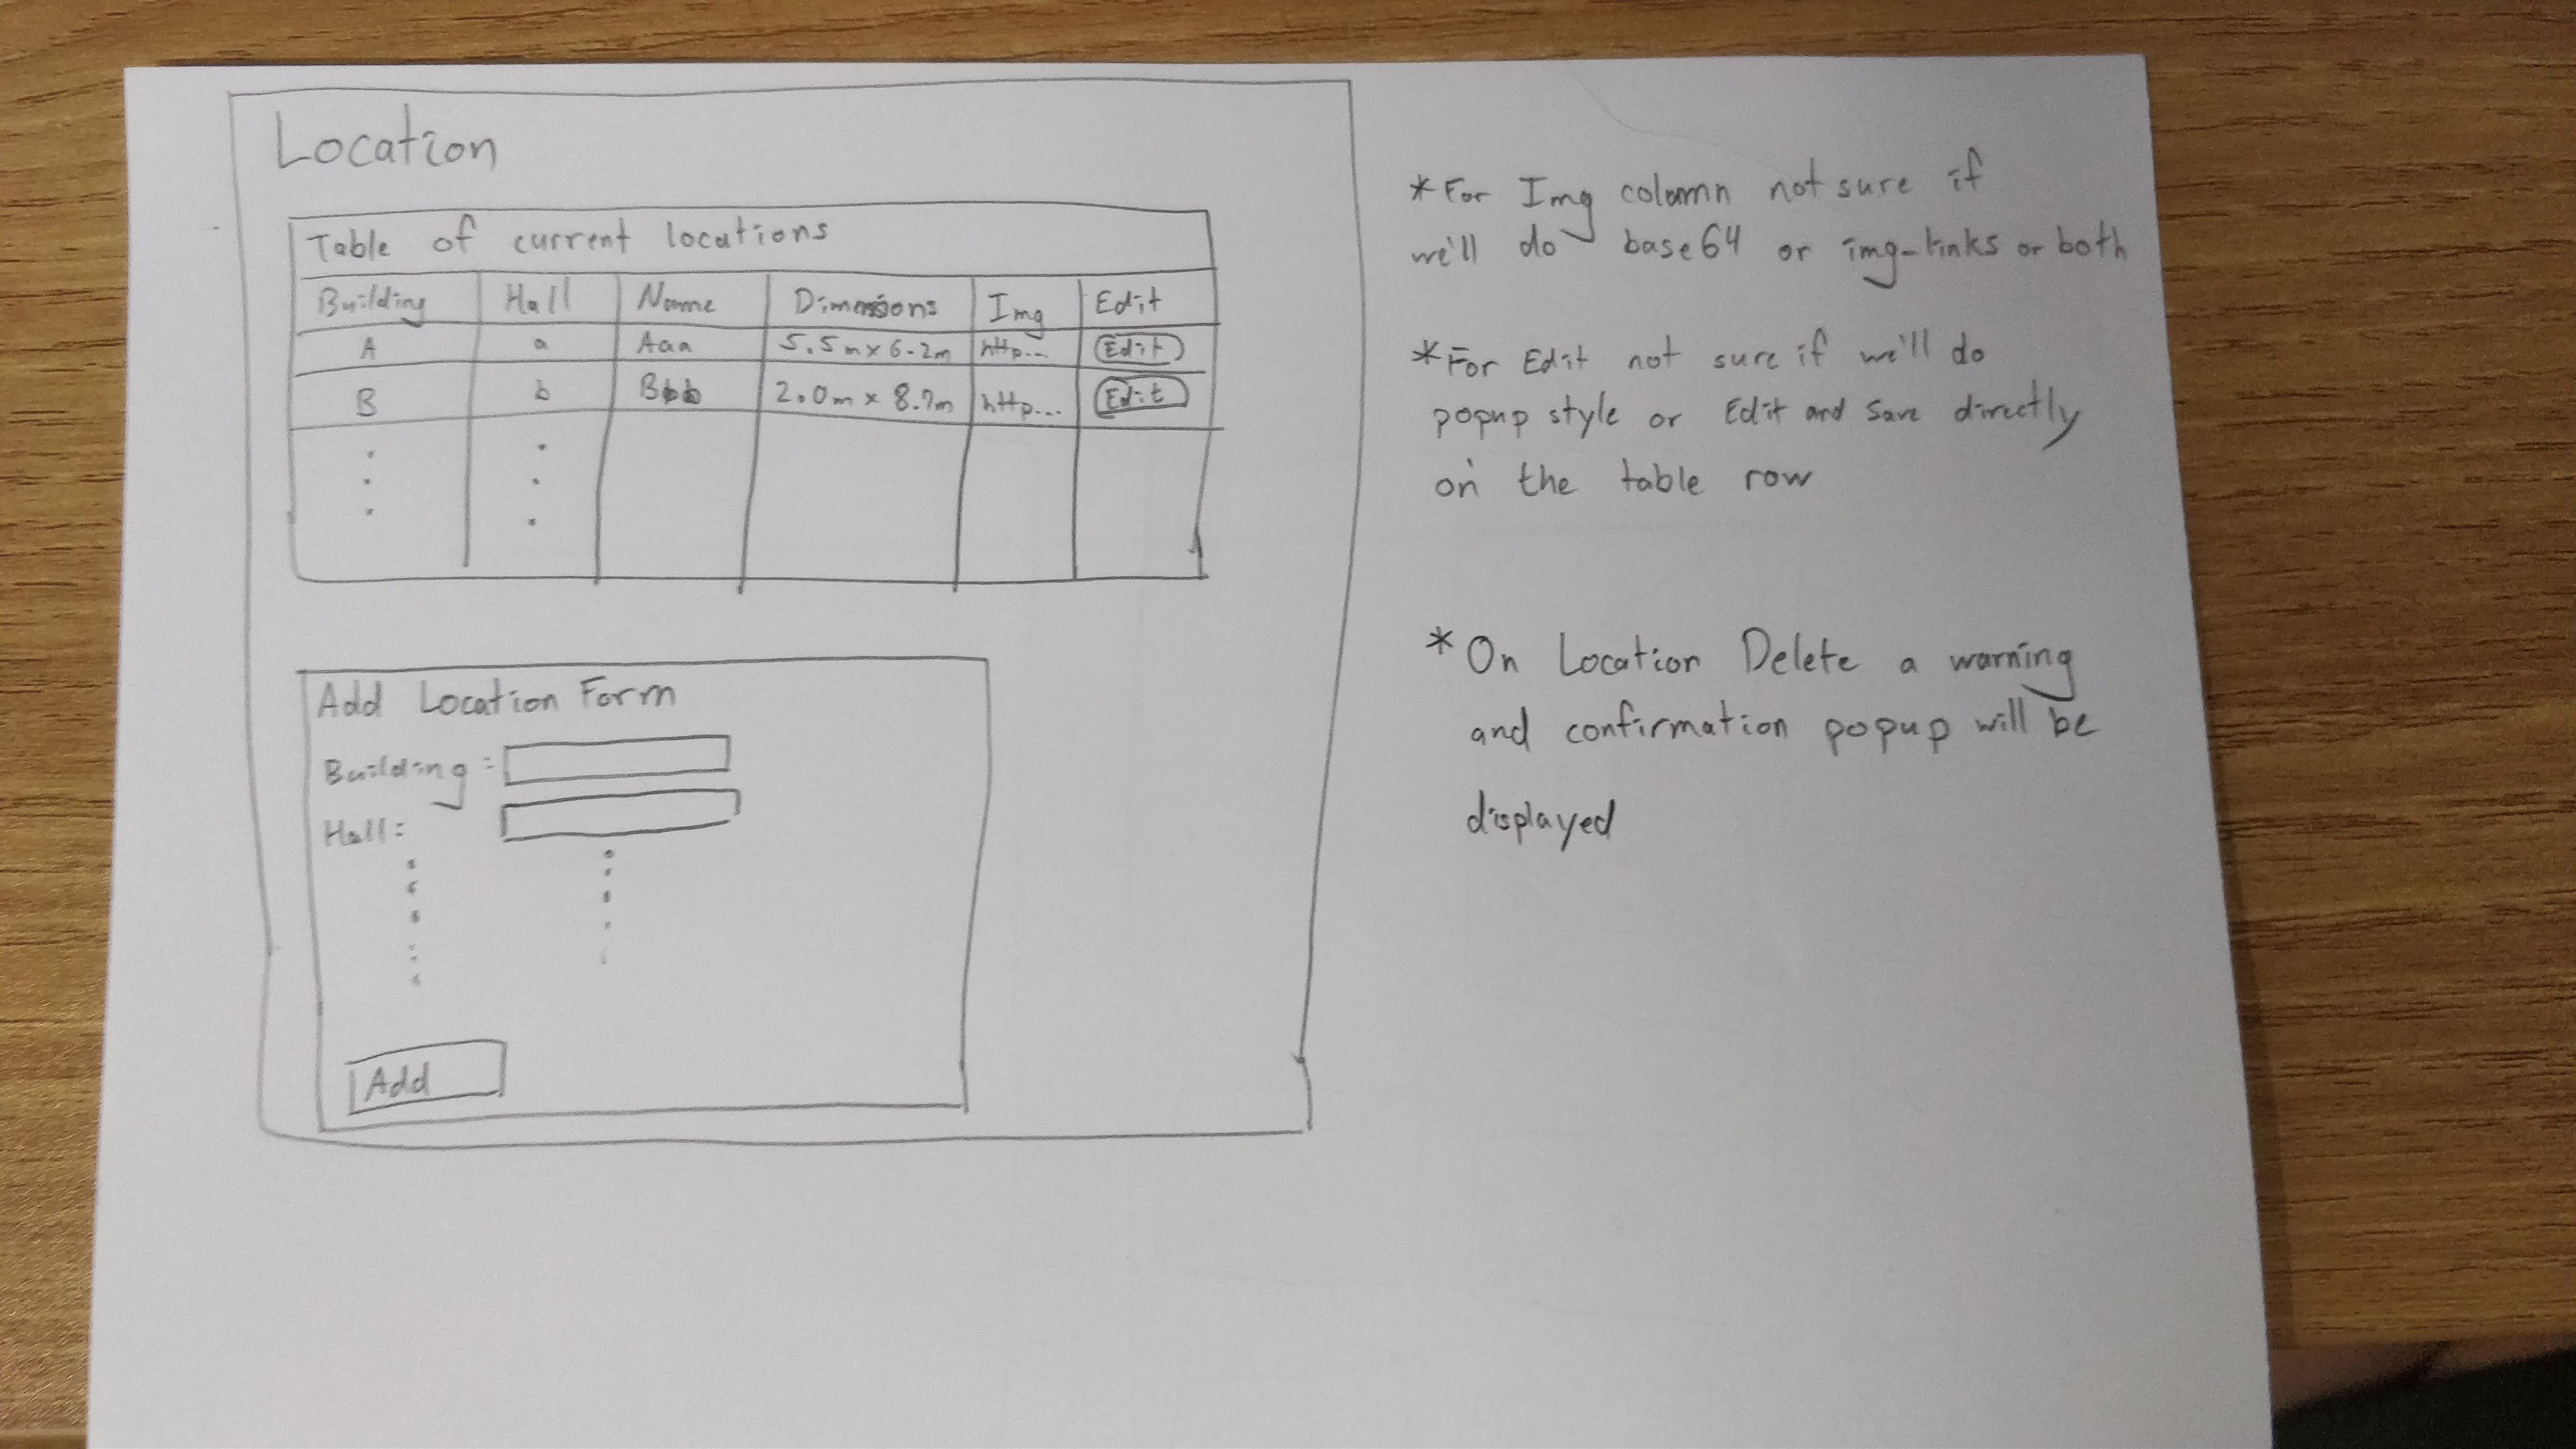 Location
Table of current locations
Building Hall Name Dimensions Img Edit
A a Aaa 5.5m x 6.2m http... Edit
B b Bbb 2.0m x 8.7m http... Edit
Add Location Form
Building:
Hall:
Add
*For Img column not sure if
we'll do base64 or img-links or both
*For Edit not sure if we'll do
popup style or Edit and Save directly
on the table row
*On Location Delete a warning
and confirmation popup will be
displayed